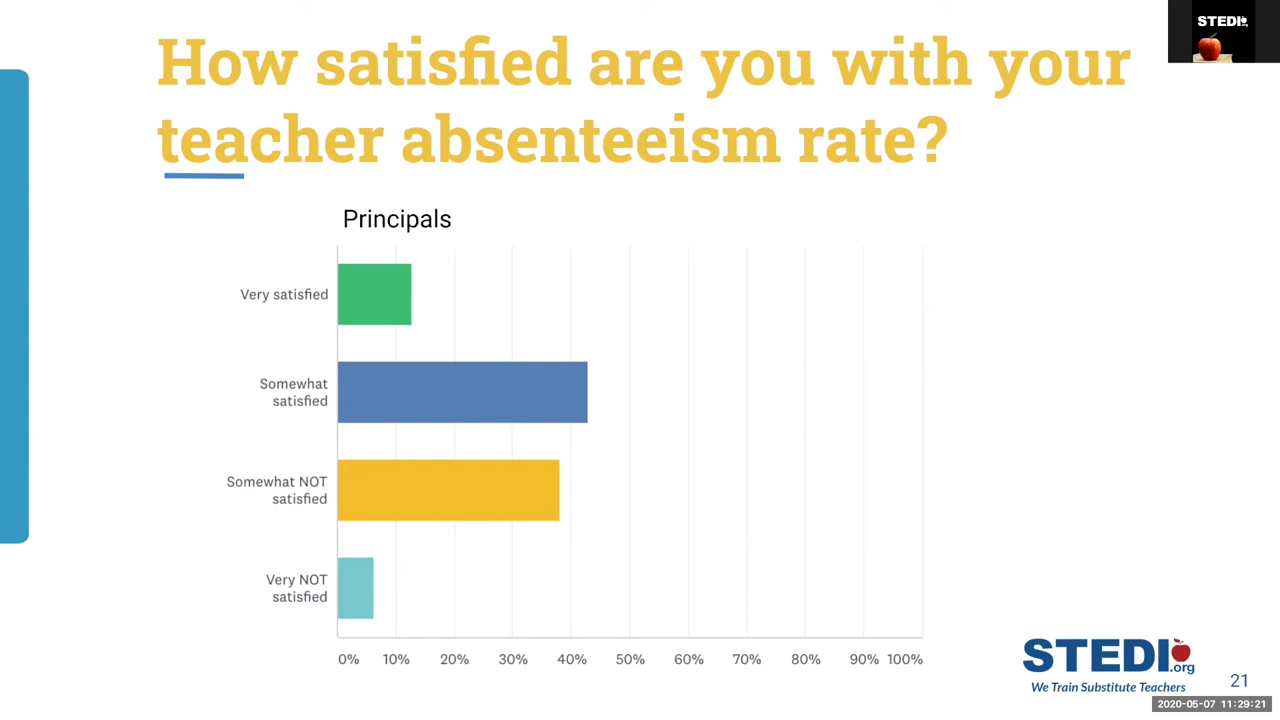 STEDI
How satisfied are you with your
teacher absenteeism rate?
Principals
Very satisfied
Somewhat
satisfied
Somewhat NOT
satisfied
Very NOT
satisfied
0% 10% 20% 30% 40% 50% 60% 70% 80% 90% 100%
STEDI.org
We Train Substitute Teachers
21
2020-05-07 11:29:21